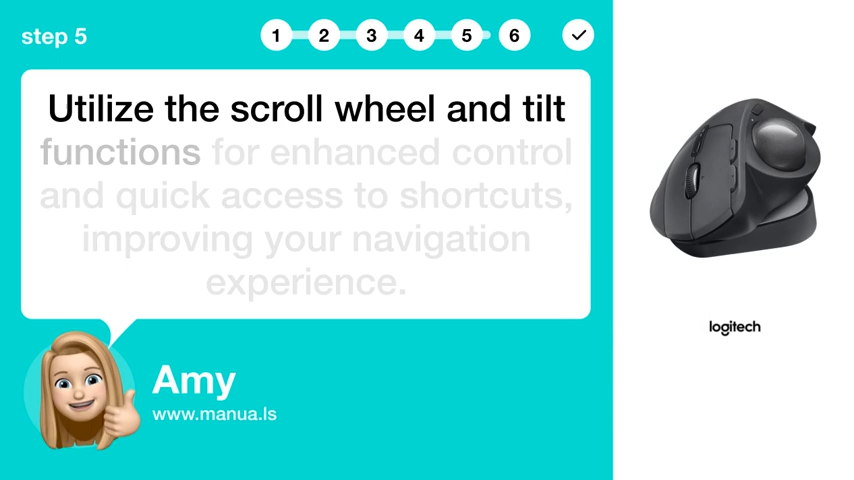 step 5
1 2 3 4 5 6
Utilize the scroll wheel and tilt
functions for enhanced control
and quick access to shortcuts,
improving your navigation
experience.
Amy
www.manua.ls
logitech